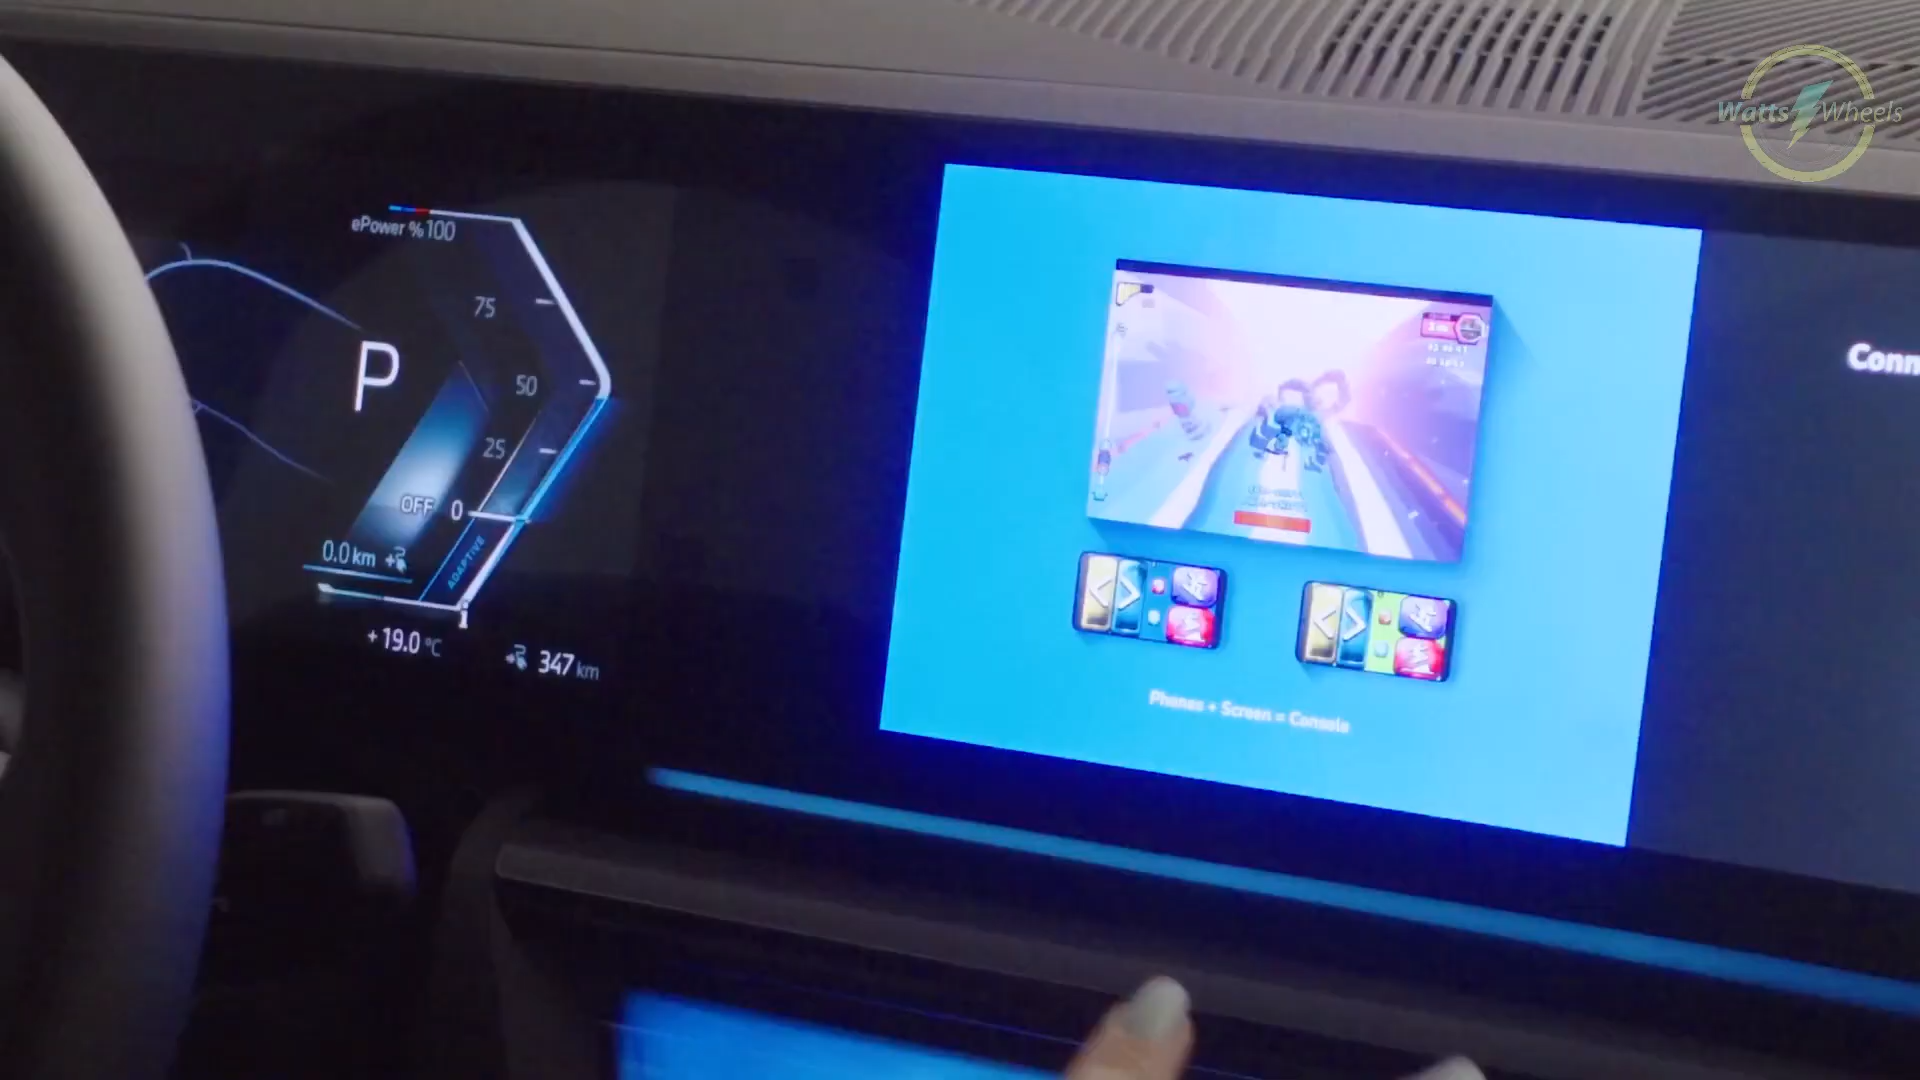 Watts Wheels
ePower % 100
75
P
50
25
OFF 0
0.0 km
ADAPTIVE
+ 19.0 °C
347 km
Phones + Screen = Console
Conn